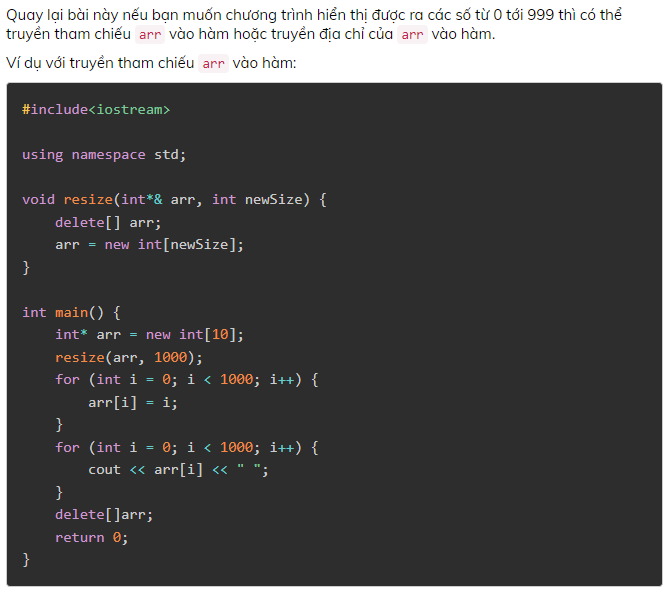 Quay lại bài này nếu bạn muốn chương trình hiển thị được ra các số từ 0 tới 999 thì có thể
truyền tham chiếu arr vào hàm hoặc truyền địa chỉ của arr vào hàm.
Ví dụ với truyền tham chiếu arr vào hàm:
#include<iostream>
using namespace std;
void resize(int*& arr, int newSize) {
    delete[] arr;
    arr = new int[newSize];
}
int main() {
    int* arr = new int[10];
    resize(arr, 1000);
    for (int i = 0; i < 1000; i++) {
        arr[i] = i;
    }
    for (int i = 0; i < 1000; i++) {
        cout << arr[i] << " ";
    }
    delete[]arr;
    return 0;
}